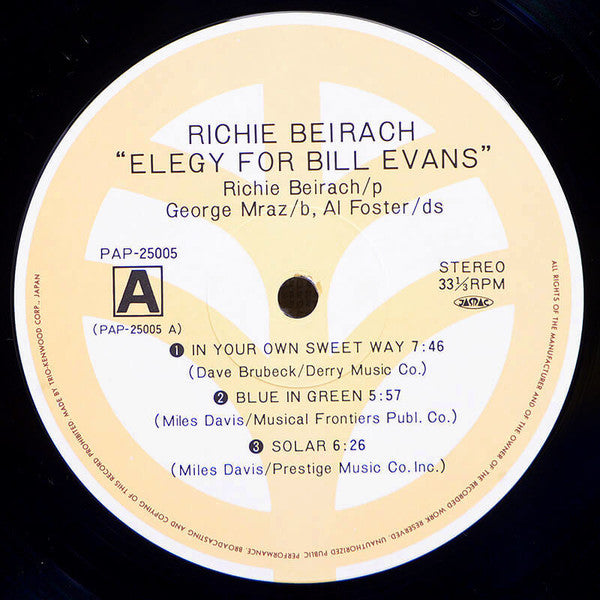 RICHIE BEIRACH
“ELEGY FOR BILL EVANS”
Richie Beirach/p
George Mraz/b, Al Foster/ds
PAP-25005
A
(PAP-25005 A)
STEREO
33⅓RPM
JASRAC
❶ IN YOUR OWN SWEET WAY 7:46
(Dave Brubeck/Derry Music Co.)
❷ BLUE IN GREEN 5:57
(Miles Davis/Musical Frontiers Publ. Co.)
❸ SOLAR 6:26
(Miles Davis/Prestige Music Co. Inc.)
ALL RIGHTS OF THE MANUFACTURER AND OF THE OWNER OF THE RECORDED WORK RESERVED. UNAUTHORIZED PUBLIC PERFORMANCE, BROADCASTING AND COPYING OF THIS RECORD PROHIBITED. MADE BY TRIO-KENWOOD CORP., JAPAN